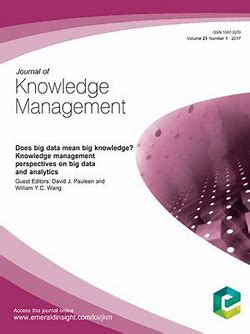 ISSN 1367-3270
Volume 21 Number 1 2017
Journal of
Knowledge
Management
Does big data mean big knowledge?
Knowledge management
perspectives on big data
and analytics
Guest Editors: David J. Pauleen and
William Y.C. Wang
Access this journal online
www.emeraldinsight.com/loi/jkm